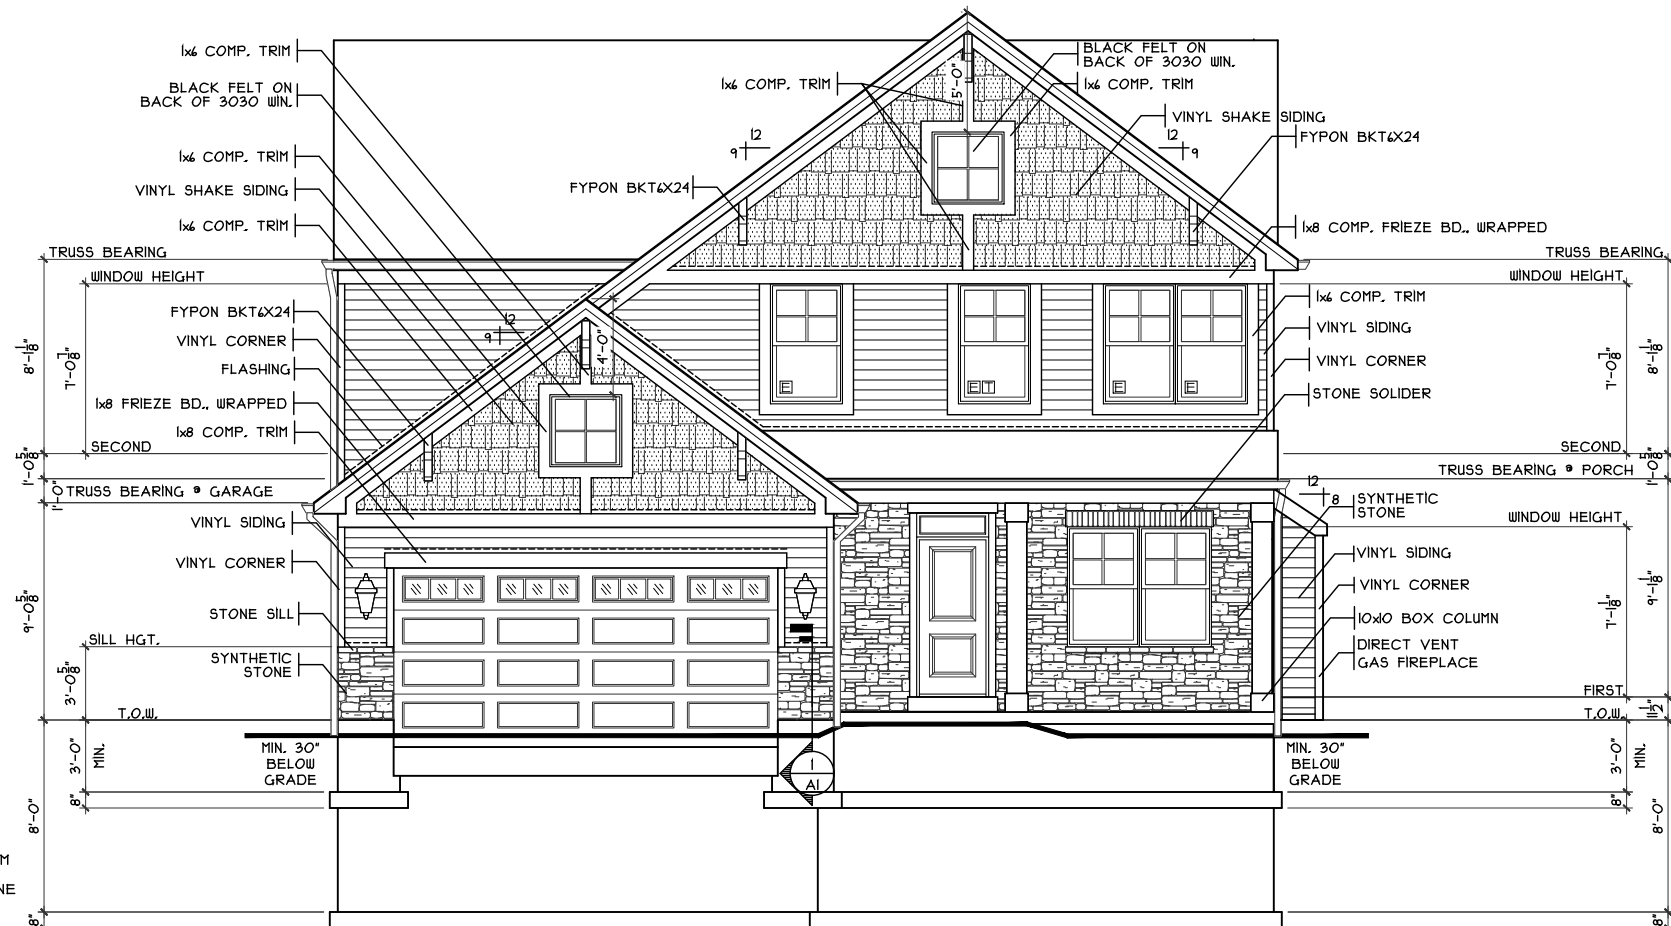 1x6 COMP. TRIM
BLACK FELT ON
BACK OF 3030 WIN.
1x6 COMP. TRIM
VINYL SHAKE SIDING
1x6 COMP. TRIM
TRUSS BEARING
WINDOW HEIGHT
FYPON BKT6X24
VINYL CORNER
FLASHING
1x8 FRIEZE BD., WRAPPED
1x8 COMP. TRIM
SECOND
TRUSS BEARING @ GARAGE
VINYL SIDING
VINYL CORNER
STONE SILL
SILL HGT.
SYNTHETIC
STONE
T.O.W.
MIN. 30"
BELOW
GRADE
8'-1 1/8"
7'-0 7/8"
1'-0 5/8"
1'-0"
9'-0 5/8"
3'-0 5/8"
3'-0"
MIN.
8"
8'-0"
8"
M
NE
1x6 COMP. TRIM
5'-0"
BLACK FELT ON
BACK OF 3030 WIN.
1x6 COMP. TRIM
VINYL SHAKE SIDING
12
9
12
9
FYPON BKT6X24
FYPON BKT6X24
1x8 COMP. FRIEZE BD., WRAPPED
12
9
4'-0"
E
E T
E
E
1
A1
TRUSS BEARING
WINDOW HEIGHT
1x6 COMP. TRIM
VINYL SIDING
VINYL CORNER
STONE SOLIDER
SECOND
TRUSS BEARING @ PORCH
12
8
SYNTHETIC
STONE
WINDOW HEIGHT
VINYL SIDING
VINYL CORNER
10x10 BOX COLUMN
DIRECT VENT
GAS FIREPLACE
FIRST
T.O.W.
MIN. 30"
BELOW
GRADE
7'-0 7/8"
8'-1 1/8"
1'-0 5/8"
7'-1 1/8"
9'-1 1/8"
11 1/2"
3'-0"
MIN.
8"
8'-0"
8"